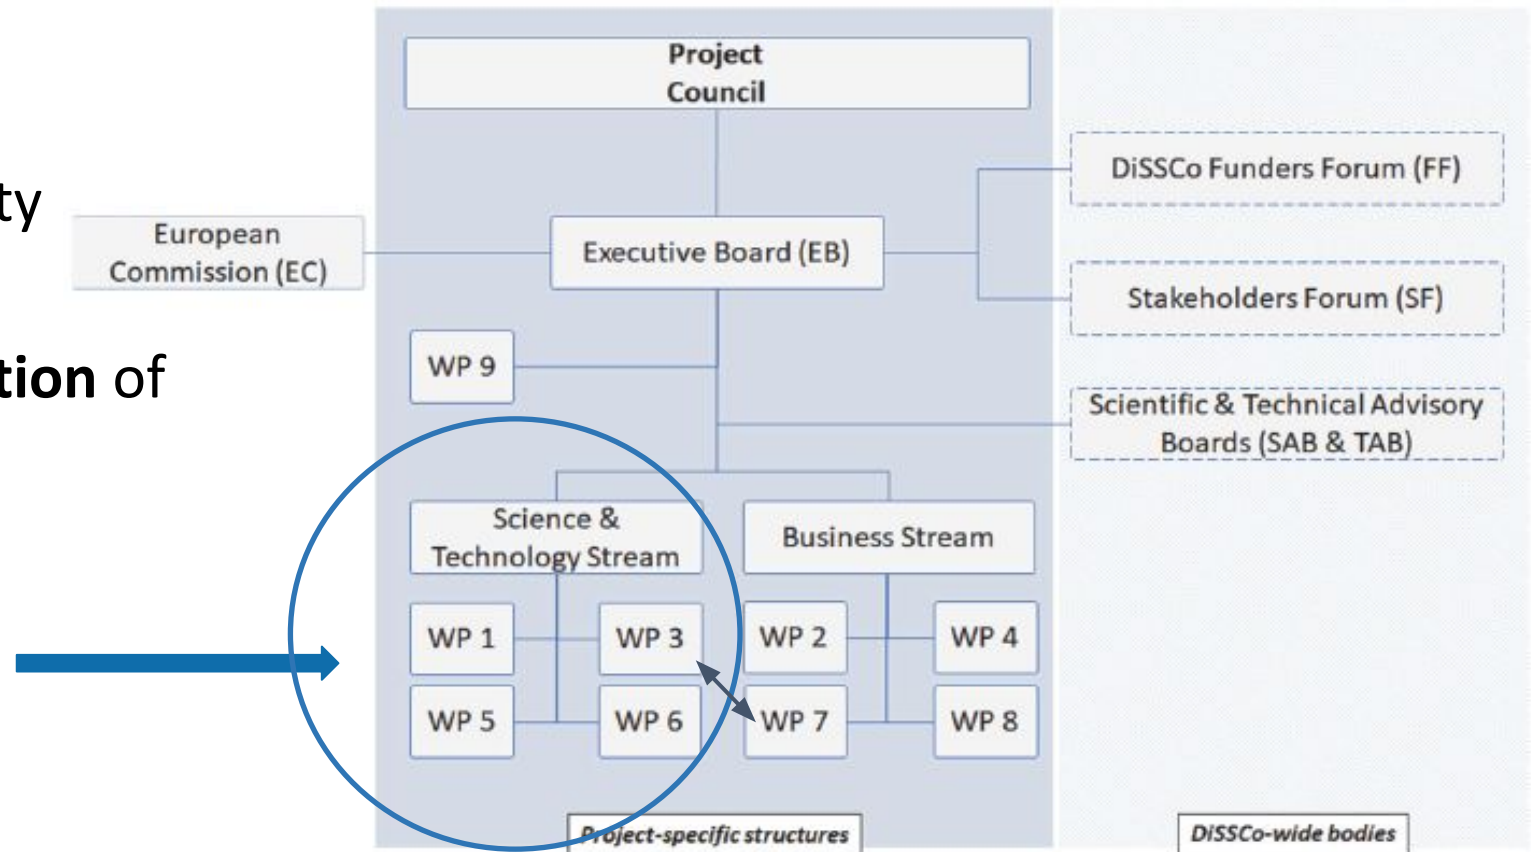 Project
Council
DiSSCo Funders Forum (FF)
ty
European
Commission (EC)
Executive Board (EB)
Stakeholders Forum (SF)
WP 9
tion of
Scientific & Technical Advisory
Boards (SAB & TAB)
Science &
Technology Stream
Business Stream
WP 1
WP 3
WP 2
WP 4
WP 5
WP 6
WP 7
WP 8
Project-specific structures
DiSSCo-wide bodies